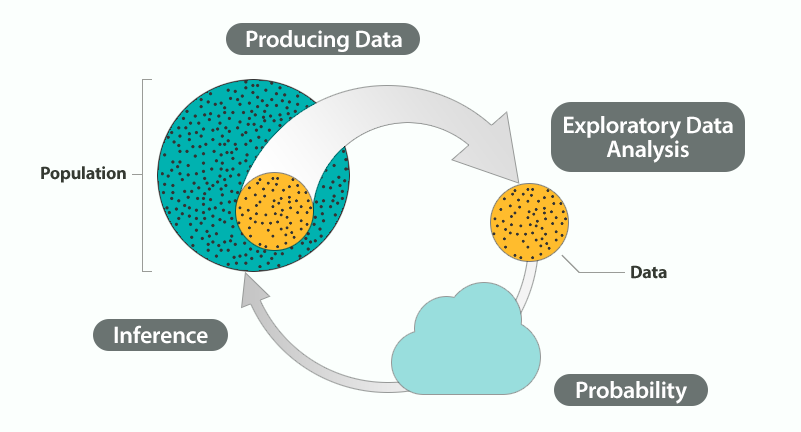 Producing Data
Exploratory Data
Analysis
Population
Data
Inference
Probability